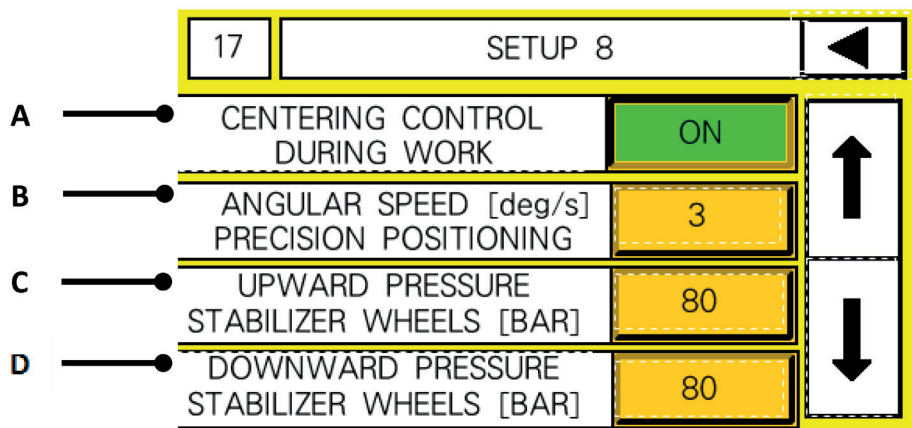 17
SETUP 8
A
CENTERING CONTROL
DURING WORK
ON
B
ANGULAR SPEED [deg/s]
PRECISION POSITIONING
3
C
UPWARD PRESSURE
STABILIZER WHEELS [BAR]
80
D
DOWNWARD PRESSURE
STABILIZER WHEELS [BAR]
80